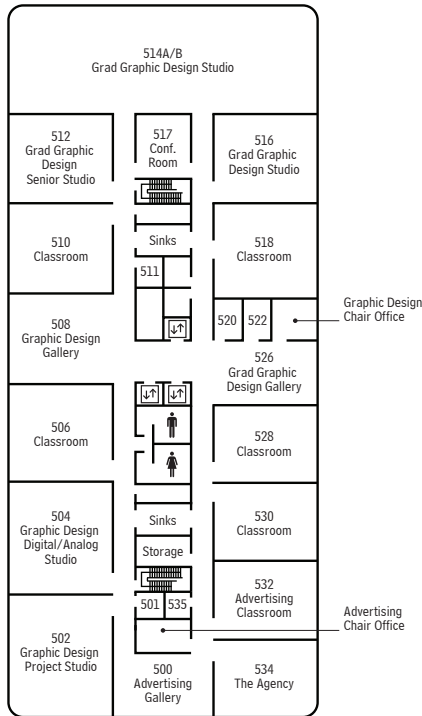 514A/B
Grad Graphic Design Studio
512
Grad Graphic
Design
Senior Studio
517
Conf.
Room
516
Grad Graphic
Design Studio
510
Classroom
Sinks
511
518
Classroom
520
522
Graphic Design
Chair Office
508
Graphic Design
Gallery
526
Grad Graphic
Design Gallery
506
Classroom
528
Classroom
504
Graphic Design
Digital/Analog
Studio
Sinks
Storage
530
Classroom
501
535
532
Advertising
Classroom
Advertising
Chair Office
502
Graphic Design
Project Studio
500
Advertising
Gallery
534
The Agency